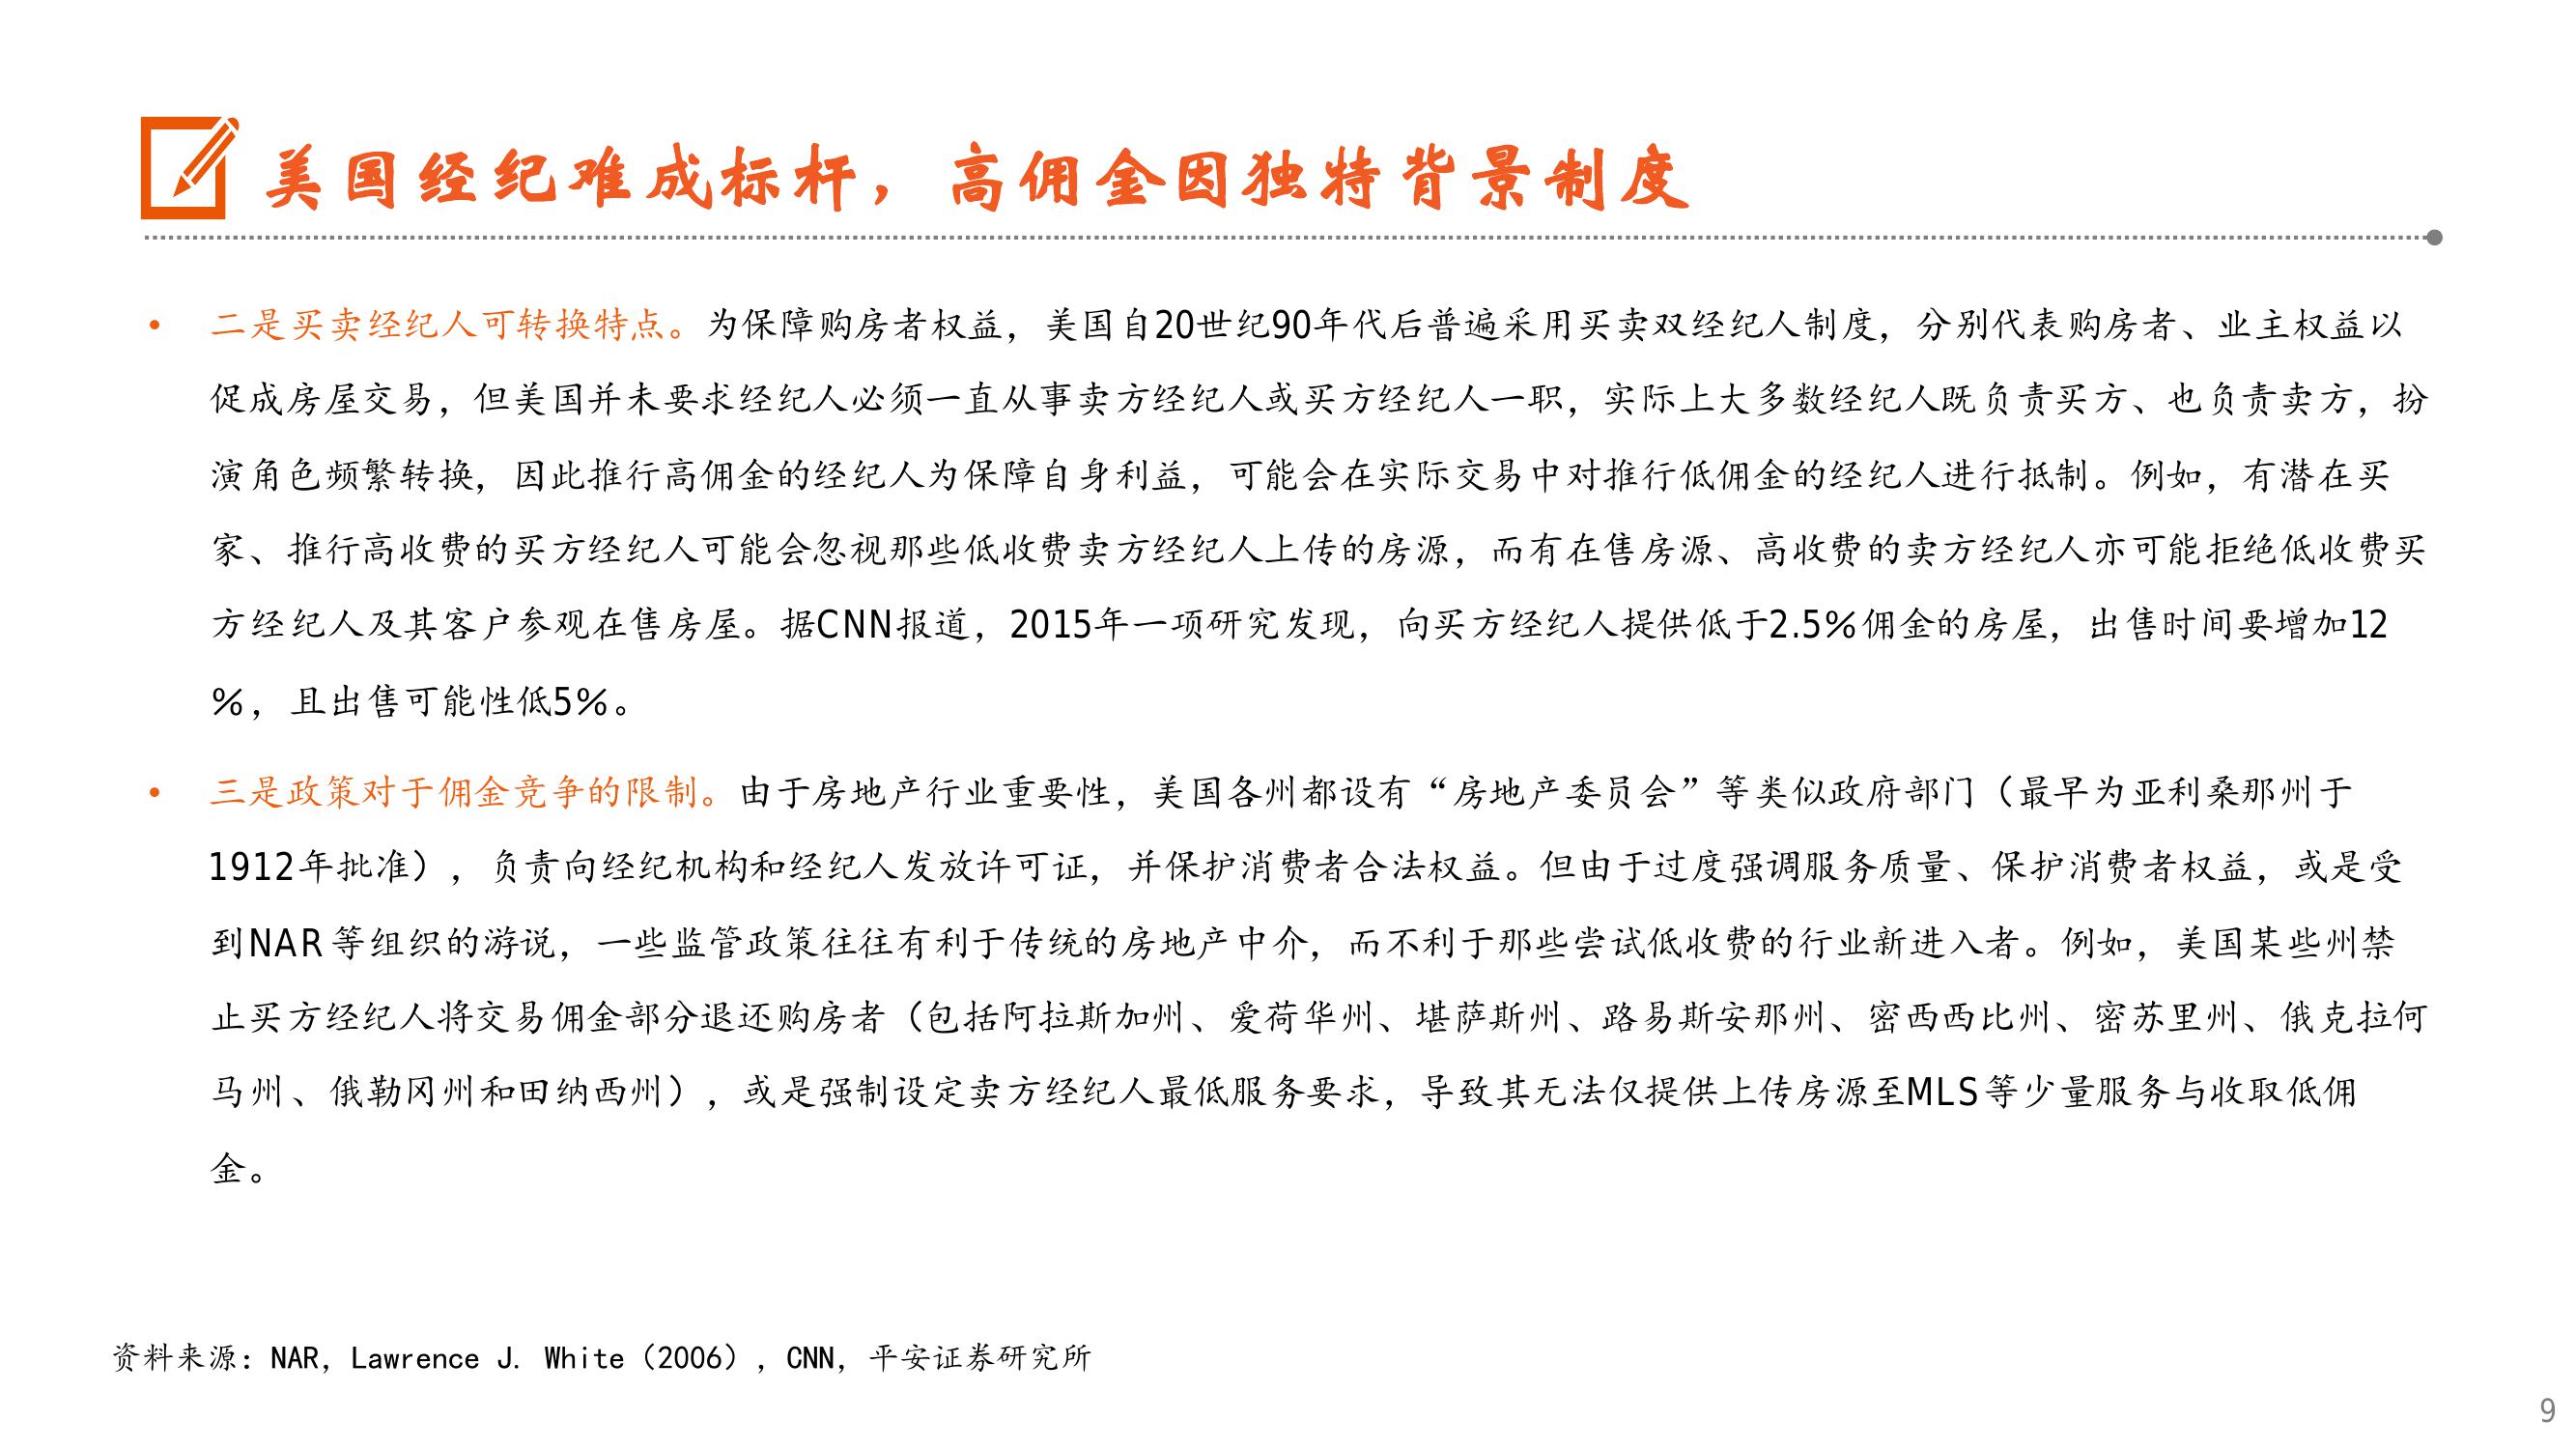 美国经纪难成标杆，高佣金因独特背景制度
• 二是买卖经纪人可转换特点。为保障购房者权益，美国自20世纪90年代后普遍采用买卖双经纪人制度，分别代表购房者、业主权益以
促成房屋交易，但美国并未要求经纪人必须一直从事卖方经纪人或买方经纪人一职，实际上大多数经纪人既负责买方、也负责卖方，扮
演角色频繁转换，因此推行高佣金的经纪人为保障自身利益，可能会在实际交易中对推行低佣金的经纪人进行抵制。例如，有潜在买
家、推行高收费的买方经纪人可能会忽视那些低收费卖方经纪人上传的房源，而有在售房源、高收费的卖方经纪人亦可能拒绝低收费买
方经纪人及其客户参观在售房屋。据CNN报道，2015年一项研究发现，向买方经纪人提供低于2.5%佣金的房屋，出售时间要增加12
%，且出售可能性低5%。
• 三是政策对于佣金竞争的限制。由于房地产行业重要性，美国各州都设有“房地产委员会”等类似政府部门（最早为亚利桑那州于
1912年批准），负责向经纪机构和经纪人发放许可证，并保护消费者合法权益。但由于过度强调服务质量、保护消费者权益，或是受
到NAR等组织的游说，一些监管政策往往有利于传统的房地产中介，而不利于那些尝试低收费的行业新进入者。例如，美国某些州禁
止买方经纪人将交易佣金部分退还购房者（包括阿拉斯加州、爱荷华州、堪萨斯州、路易斯安那州、密西西比州、密苏里州、俄克拉何
马州、俄勒冈州和田纳西州），或是强制设定卖方经纪人最低服务要求，导致其无法仅提供上传房源至MLS等少量服务与收取低佣
金。
资料来源：NAR，Lawrence J. White（2006），CNN，平安证券研究所
9